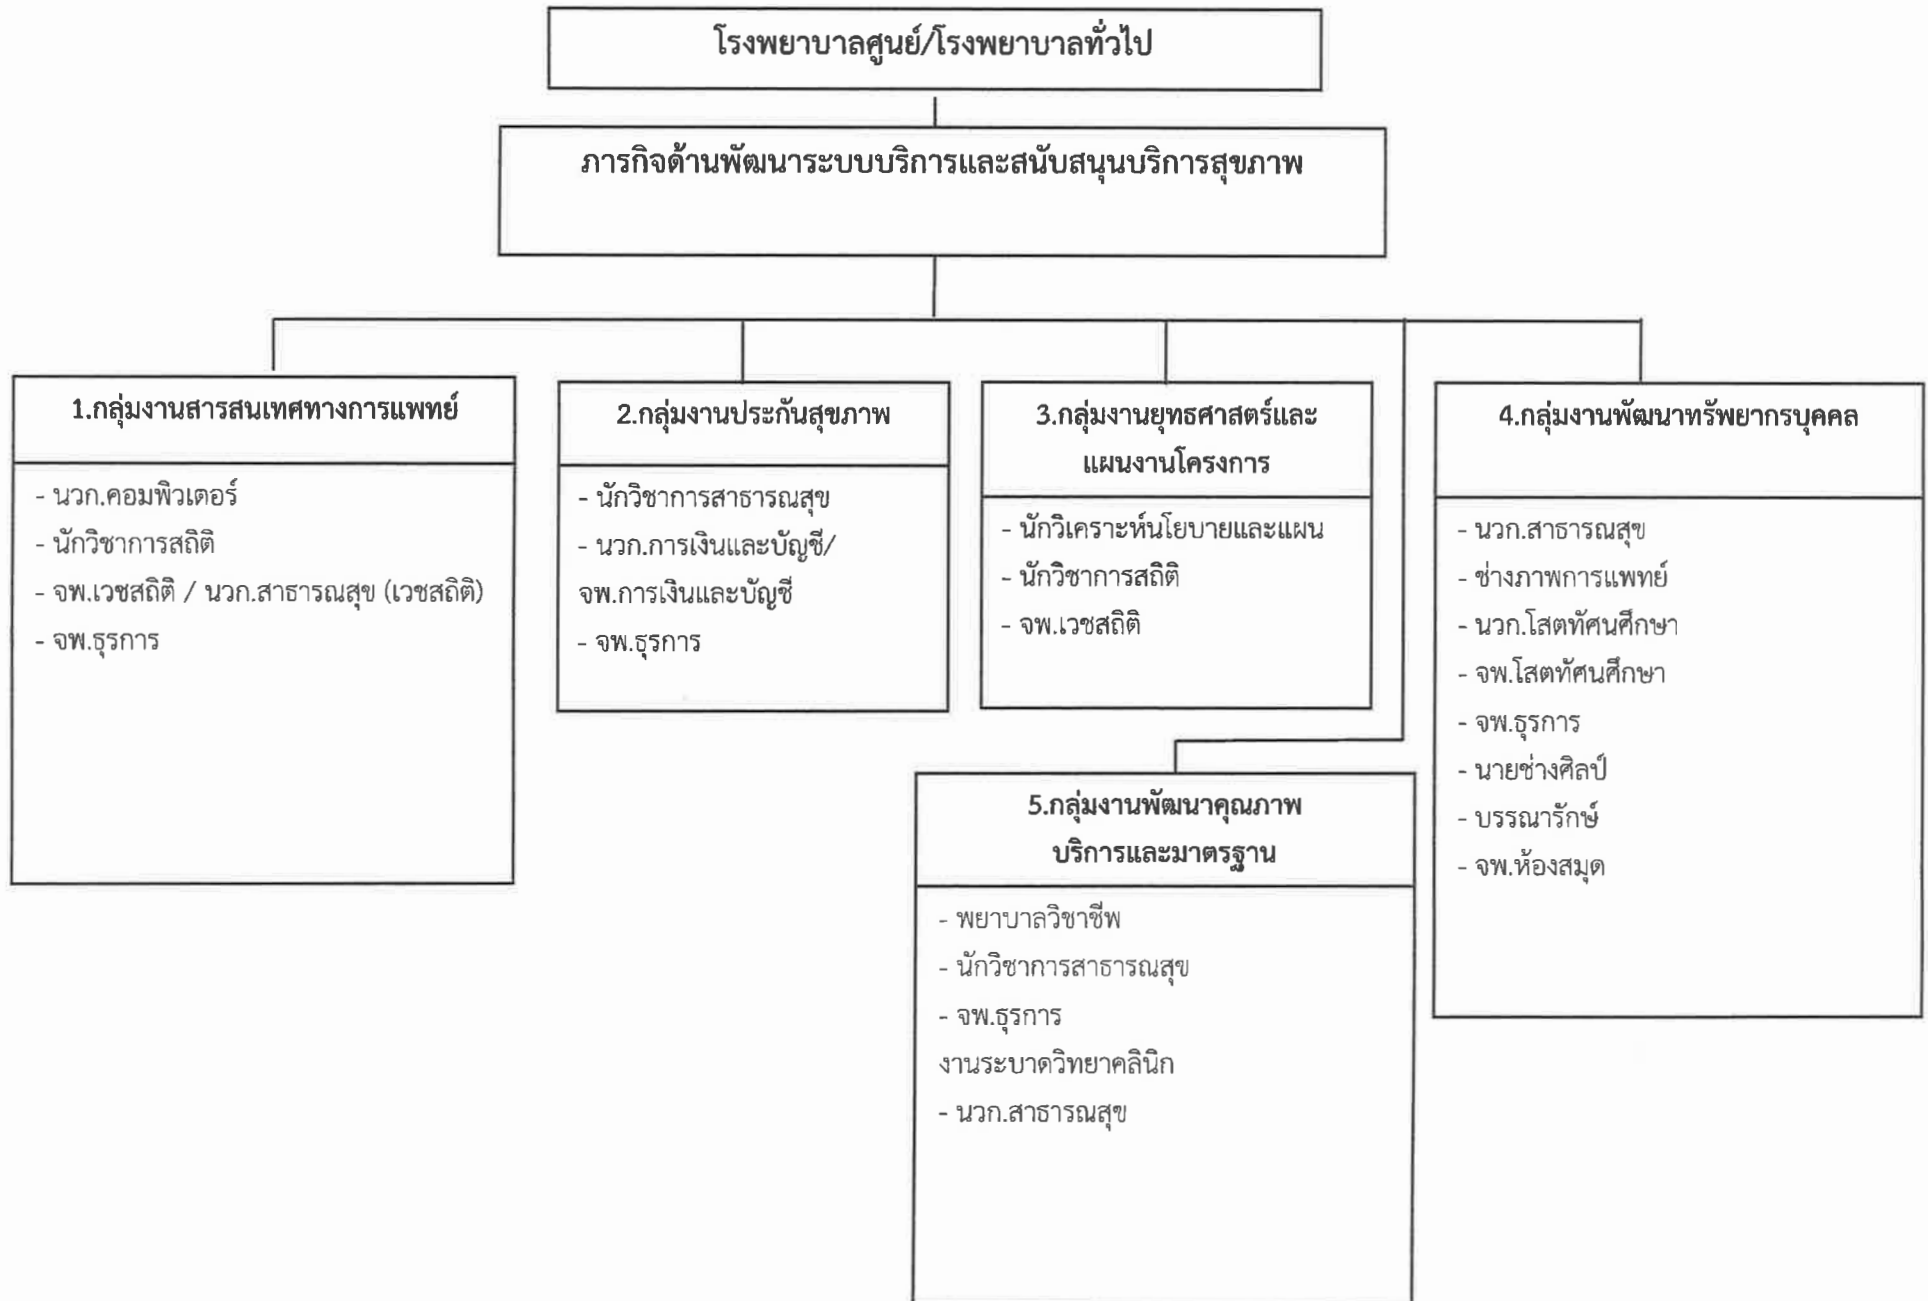 โรงพยาบาลศูนย์/โรงพยาบาลทั่วไป
ภารกิจด้านพัฒนาระบบบริการและสนับสนุนบริการสุขภาพ
1.กลุ่มงานสารสนเทศทางการแพทย์
- นวก.คอมพิวเตอร์
- นักวิชาการสถิติ
- จพ.เวชสถิติ / นวก.สาธารณสุข (เวชสถิติ)
- จพ.ธุรการ
2.กลุ่มงานประกันสุขภาพ
- นักวิชาการสาธารณสุข
- นวก.การเงินและบัญชี/
จพ.การเงินและบัญชี
- จพ.ธุรการ
3.กลุ่มงานยุทธศาสตร์และ
แผนงานโครงการ
- นักวิเคราะห์นโยบายและแผน
- นักวิชาการสถิติ
- จพ.เวชสถิติ
4.กลุ่มงานพัฒนาทรัพยากรบุคคล
- นวก.สาธารณสุข
- ช่างภาพการแพทย์
- นวก.โสตทัศนศึกษา
- จพ.โสตทัศนศึกษา
- จพ.ธุรการ
- นายช่างศิลป์
- บรรณารักษ์
- จพ.ห้องสมุด
5.กลุ่มงานพัฒนาคุณภาพ
บริการและมาตรฐาน
- พยาบาลวิชาชีพ
- นักวิชาการสาธารณสุข
- จพ.ธุรการ
งานระบาดวิทยาคลินิก
- นวก.สาธารณสุข